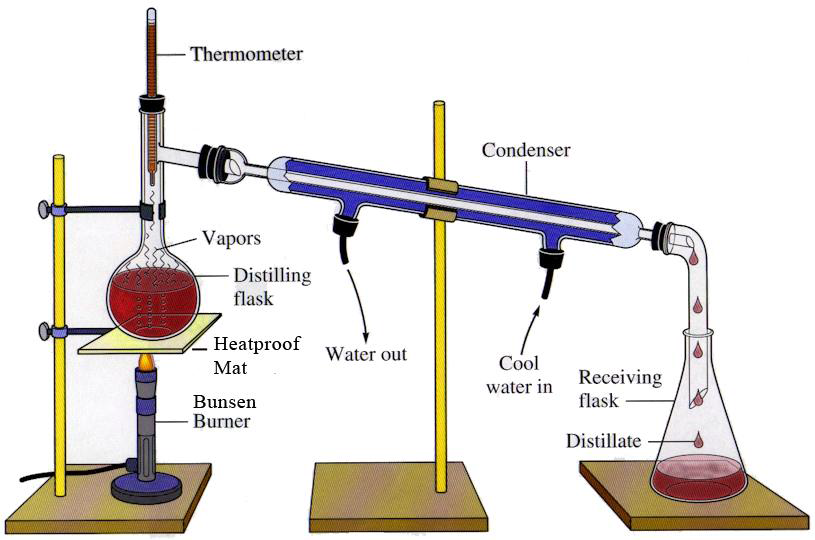 Thermometer
Condenser
Vapors
Distilling
flask
Heatproof
Mat
Water out
Cool
water in
Bunsen
Burner
Receiving
flask
Distillate